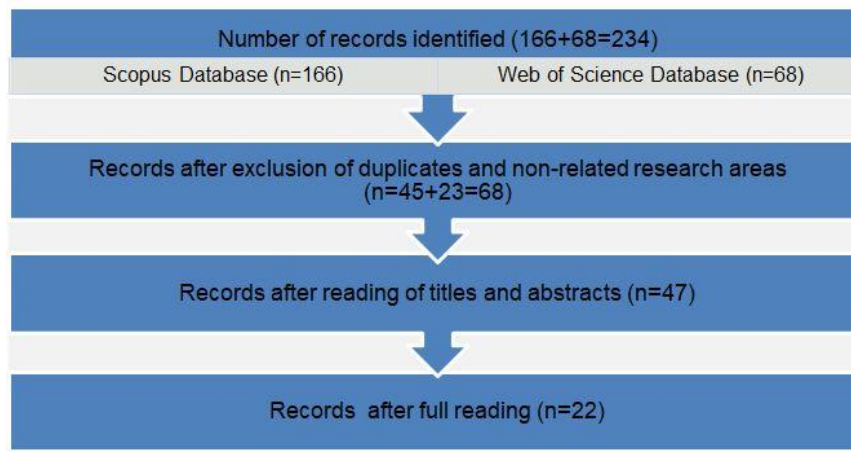 Number of records identified (166+68=234)
Scopus Database (n=166)
Web of Science Database (n=68)
Records after exclusion of duplicates and non-related research areas
(n=45+23=68)
Records after reading of titles and abstracts (n=47)
Records after full reading (n=22)